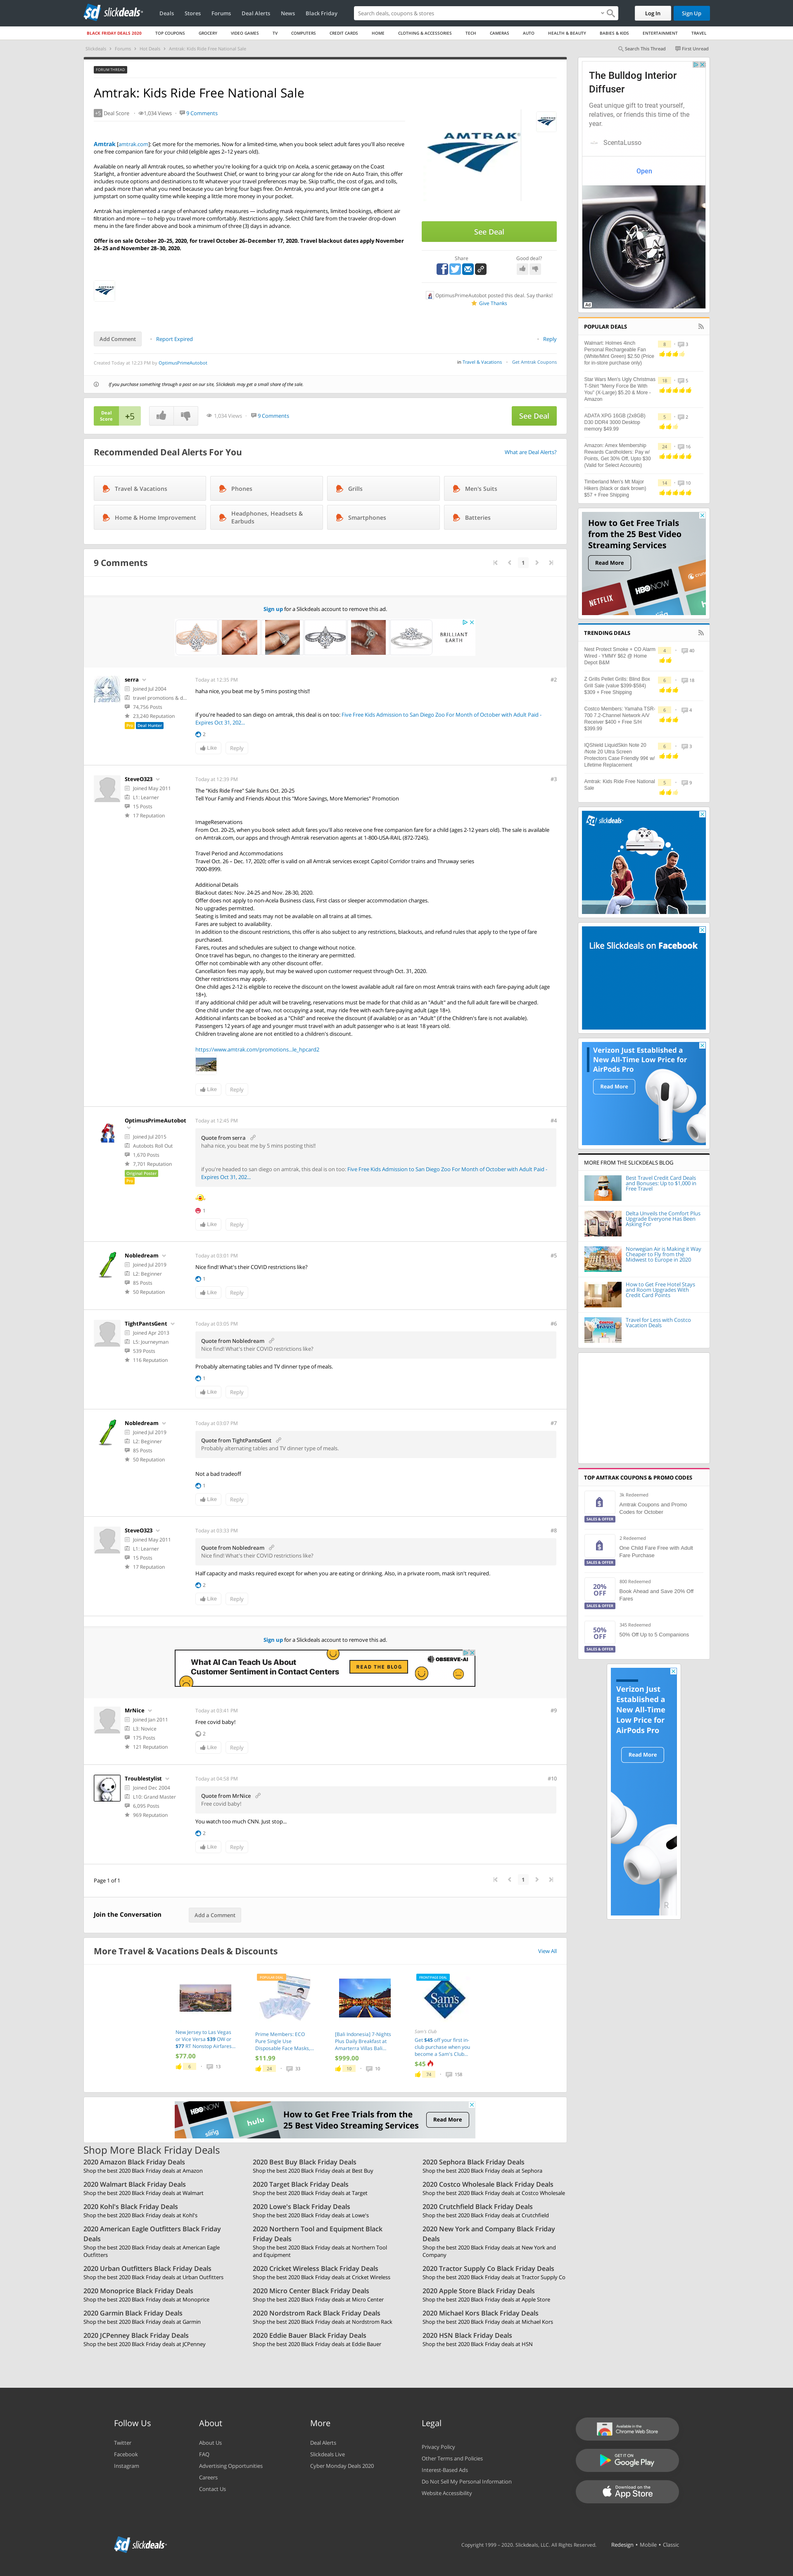 slickdeals
Deals Stores Forums Deal Alerts News Black Friday
Search deals, coupons & stores
Log In Sign Up
BLACK FRIDAY DEALS 2020 TOP COUPONS GROCERY VIDEO GAMES TV COMPUTERS CREDIT CARDS HOME CLOTHING & ACCESSORIES TECH CAMERAS AUTO HEALTH & BEAUTY BABIES & KIDS ENTERTAINMENT TRAVEL
Slickdeals > Forums > Hot Deals > Amtrak: Kids Ride Free National Sale
Search This Thread First Unread
FORUM THREAD
Amtrak: Kids Ride Free National Sale
+5 Deal Score 1,034 Views 9 Comments
Amtrak [amtrak.com]: Get more for the memories. Now for a limited-time, when you book select adult fares you'll also receive
one free companion fare for your child (eligible ages 2–12 years old).
Available on nearly all Amtrak routes, so whether you're looking for a quick trip on Acela, a scenic getaway on the Coast
Starlight, a frontier adventure aboard the Southwest Chief, or want to bring your car along for the ride on Auto Train, this offer
provides origins and destination options to fit whatever your travel preferences may be. Skip traffic, the cost of gas, and tolls,
and pack more than you need because you can bring four bags free. On Amtrak, you get a
jumpstart on some quality time while keeping a little more money in your pocket.
Amtrak has implemented a range of enhanced safety measures — including mask requirements, limited bookings, efficient air
filtration and more — to help you travel more comfortably. Restrictions apply. Select Child fare from the traveler drop-down
menu in the fare finder above and book a minimum of three (3) days in advance.
Offer is on sale October 20–25, 2020, for travel October 26–December 17, 2020. Travel blackout dates apply November
24–25 and November 28–30, 2020.
AMTRAK
See Deal
Share Good deal?
OptimusPrimeAutobot posted this deal. Say thanks!
Give Thanks
Add Comment Report Expired Reply
Created Today at 12:25 PM by OptimusPrimeAutobot
in Travel & Vacations Get Amtrak Coupons
If you purchase something through a post on our site, Slickdeals may get a small share of the sale.
Deal Score +5 1,034 Views 9 Comments See Deal
Recommended Deal Alerts For You What are Deal Alerts?
Travel & Vacations Phones Grills Men's Suits
Home & Home Improvement Headphones, Headsets & Earbuds Smartphones Batteries
9 Comments 1
Sign up for a Slickdeals account to remove this ad.
BRILLIANT EARTH
serra
Joined Jul 2004
travel promotions & d...
74,756 Posts
23,240 Reputation
Pro Deal Hunter
Today at 12:35 PM #2
haha nice, you beat me by 5 mins posting this!!
if you're headed to san diego on amtrak, this deal is on too: Five Free Kids Admission to San Diego Zoo For Month of October with Adult Paid -
Expires Oct 31, 202...
2
Like Reply
SteveO323
Joined May 2011
L1: Learner
15 Posts
17 Reputation
Today at 12:39 PM #3
The "Kids Ride Free" Sale Runs Oct. 20-25
Tell Your Family and Friends About this "More Savings, More Memories" Promotion
ImageReservations
From Oct. 20-25, when you book select adult fares you'll also receive one free companion fare for a child (ages 2-12 years old). The sale is available
on Amtrak.com, our apps and through Amtrak reservations agents at 1-800-USA-RAIL (872-7245).
Travel Period and Accommodations
Travel Oct. 26 – Dec. 17, 2020; offer is valid on all Amtrak services except Capitol Corridor trains and Thruway series
7000-8999.
Additional Details
Blackout dates: Nov. 24-25 and Nov. 28-30, 2020.
Offer does not apply to non-Acela Business class, First class or sleeper accommodation charges.
No upgrades permitted.
Seating is limited and seats may not be available on all trains at all times.
Fares are subject to availability.
In addition to the discount restrictions, this offer is also subject to any restrictions, blackouts, and refund rules that apply to the type of fare
purchased.
Fares, routes and schedules are subject to change without notice.
Once travel has begun, no changes to the itinerary are permitted.
Offer not combinable with any other discount offer.
Cancellation fees may apply, but may be waived upon customer request through Oct. 31, 2020.
Other restrictions may apply.
One child ages 2-12 is eligible to receive the discount on the lowest available adult rail fare on most Amtrak trains with each fare-paying adult (age
18+).
If any additional child per adult will be traveling, reservations must be made for that child as an "Adult" and the full adult fare will be charged.
One child under the age of two, not occupying a seat, may ride free with each fare-paying adult (age 18+).
Additional infants can be booked as a "Child" and receive the discount (if available) or as an "Adult" (if the Children's fare is not available).
Passengers 12 years of age and younger must travel with an adult passenger who is at least 18 years old.
Children traveling alone are not entitled to a children's discount.
https://www.amtrak.com/promotions...le_hpcard2
Like Reply
OptimusPrimeAutobot
Joined Jul 2015
Autobots Roll Out
1,670 Posts
7,701 Reputation
Original Poster
Pro
Today at 12:45 PM #4
Quote from serra
haha nice, you beat me by 5 mins posting this!!
if you're headed to san diego on amtrak, this deal is on too: Five Free Kids Admission to San Diego Zoo For Month of October with Adult Paid -
Expires Oct 31, 202...
1
Like Reply
Nobledream
Joined Jul 2019
L2: Beginner
85 Posts
50 Reputation
Today at 03:01 PM #5
Nice find! What's their COVID restrictions like?
1
Like Reply
TightPantsGent
Joined Apr 2013
L5: Journeyman
539 Posts
116 Reputation
Today at 03:05 PM #6
Quote from Nobledream
Nice find! What's their COVID restrictions like?
Probably alternating tables and TV dinner type of meals.
1
Like Reply
Nobledream
Joined Jul 2019
L2: Beginner
85 Posts
50 Reputation
Today at 03:07 PM #7
Quote from TightPantsGent
Probably alternating tables and TV dinner type of meals.
Not a bad tradeoff
1
Like Reply
SteveO323
Joined May 2011
L1: Learner
15 Posts
17 Reputation
Today at 03:33 PM #8
Quote from Nobledream
Nice find! What's their COVID restrictions like?
Half capacity and masks required except for when you are eating or drinking. Also, in a private room, mask isn't required.
2
Like Reply
Sign up for a Slickdeals account to remove this ad.
What AI Can Teach Us About
Customer Sentiment in Contact Centers
READ THE BLOG
OBSERVE·AI
MrNice
Joined Jan 2011
L3: Novice
175 Posts
121 Reputation
Today at 03:41 PM #9
Free covid baby!
2
Like Reply
Troublestylist
Joined Dec 2004
L10: Grand Master
6,095 Posts
969 Reputation
Today at 04:58 PM #10
Quote from MrNice
Free covid baby!
You watch too much CNN. Just stop...
2
Like Reply
Page 1 of 1 1
Join the Conversation Add a Comment
More Travel & Vacations Deals & Discounts View All
New Jersey to Las Vegas
or Vice Versa $39 OW or
$77 RT Nonstop Airfares...
$77.00
6 13
Prime Members: ECO
Pure Single Use
Disposable Face Masks,...
$11.99
24 33
[Bali Indonesia] 7-Nights
Plus Daily Breakfast at
Amarterra Villas Bali...
$999.00
10 10
Sam's Club
Sam's Club
Get $45 off your first in-
club purchase when you
become a Sam's Club...
$45
74 108
HBO NOW sling hulu
How to Get Free Trials from the
25 Best Video Streaming Services
Read More
Shop More Black Friday Deals
2020 Amazon Black Friday Deals
Shop the best 2020 Black Friday deals at Amazon
2020 Best Buy Black Friday Deals
Shop the best 2020 Black Friday deals at Best Buy
2020 Sephora Black Friday Deals
Shop the best 2020 Black Friday deals at Sephora
2020 Walmart Black Friday Deals
Shop the best 2020 Black Friday deals at Walmart
2020 Target Black Friday Deals
Shop the best 2020 Black Friday deals at Target
2020 Costco Wholesale Black Friday Deals
Shop the best 2020 Black Friday deals at Costco Wholesale
2020 Kohl's Black Friday Deals
Shop the best 2020 Black Friday deals at Kohl's
2020 Lowe's Black Friday Deals
Shop the best 2020 Black Friday deals at Lowe's
2020 Crutchfield Black Friday Deals
Shop the best 2020 Black Friday deals at Crutchfield
2020 American Eagle Outfitters Black Friday
Deals
Shop the best 2020 Black Friday deals at American Eagle
Outfitters
2020 Northern Tool and Equipment Black
Friday Deals
Shop the best 2020 Black Friday deals at Northern Tool
and Equipment
2020 New York and Company Black Friday
Deals
Shop the best 2020 Black Friday deals at New York and
Company
2020 Urban Outfitters Black Friday Deals
Shop the best 2020 Black Friday deals at Urban Outfitters
2020 Cricket Wireless Black Friday Deals
Shop the best 2020 Black Friday deals at Cricket Wireless
2020 Tractor Supply Co Black Friday Deals
Shop the best 2020 Black Friday deals at Tractor Supply Co
2020 Monoprice Black Friday Deals
Shop the best 2020 Black Friday deals at Monoprice
2020 Micro Center Black Friday Deals
Shop the best 2020 Black Friday deals at Micro Center
2020 Apple Store Black Friday Deals
Shop the best 2020 Black Friday deals at Apple Store
2020 Garmin Black Friday Deals
Shop the best 2020 Black Friday deals at Garmin
2020 Nordstrom Rack Black Friday Deals
Shop the best 2020 Black Friday deals at Nordstrom Rack
2020 Michael Kors Black Friday Deals
Shop the best 2020 Black Friday deals at Michael Kors
2020 JCPenney Black Friday Deals
Shop the best 2020 Black Friday deals at JCPenney
2020 Eddie Bauer Black Friday Deals
Shop the best 2020 Black Friday deals at Eddie Bauer
2020 HSN Black Friday Deals
Shop the best 2020 Black Friday deals at HSN
The Bulldog Interior
Diffuser
Geat unique gift to treat yourself,
relatives, or friends this time of the
year.
ScentaLusso
Open
Ad
POPULAR DEALS
Walmart: Holmes 4inch
Personal Rechargeable Fan
(White/Mint Green) $2.50 (Price
for in-store purchase only)
8 3
Star Wars Men's Ugly Christmas
T-Shirt "Merry Force Be With
You" (X-Large) $5.20 & More -
Amazon
16 5
ADATA XPG 16GB (2x8GB)
D30 DDR4 3000 Desktop
memory $49.99
5 2
Amazon: Amex Membership
Rewards Cardholders: Pay w/
Points, Get 30% Off, Upto $30
(Valid for Select Accounts)
24 16
Timberland Men's Mt Major
Hikers (black or dark brown)
$57 + Free Shipping
14 10
How to Get Free Trials
from the 25 Best Video
Streaming Services
Read More
NETFLIX HBO NOW sling hulu
TRENDING DEALS
Nest Protect Smoke + CO Alarm
Wired - YMMY $62 @ Home
Depot B&M
4 40
Z Grills Pellet Grills: Blind Box
Grill Sale (value $399-$584)
$309 + Free Shipping
6 18
Costco Members: Yamaha TSR-
700 7.2-Channel Network A/V
Receiver $400 + Free S/H
$399.99
6 4
IQShield LiquidSkin Note 20
/Note 20 Ultra Screen
Protectors Case Friendly 99¢ w/
Lifetime Replacement
6 3
Amtrak: Kids Ride Free National
Sale
5 9
slickdeals
Like Slickdeals on Facebook
Verizon Just Established a
New All-Time Low Price for
AirPods Pro
Read More
MORE FROM THE SLICKDEALS BLOG
Best Travel Credit Card Deals
and Bonuses: Up to $1,000 in
Free Travel
Delta Unveils the Comfort Plus
Upgrade Everyone Has Been
Asking For
Norwegian Air is Making it Way
Cheaper to Fly from the
Midwest to Europe in 2020
How to Get Free Hotel Stays
and Room Upgrades With
Credit Card Points
Travel for Less with Costco
Vacation Deals
TOP AMTRAK COUPONS & PROMO CODES
3k Redeemed
Amtrak Coupons and Promo
Codes for October
SALES & OFFER
2 Redeemed
One Child Fare Free with Adult
Fare Purchase
SALES & OFFER
800 Redeemed
20% OFF
Book Ahead and Save 20% Off
Fares
SALES & OFFER
345 Redeemed
50% OFF
50% Off Up to 5 Companions
SALES & OFFER
Verizon Just
Established a
New All-Time
Low Price for
AirPods Pro
Read More
Follow Us
Twitter
Facebook
Instagram
About
About Us
FAQ
Advertising Opportunities
Careers
Contact Us
More
Deal Alerts
Slickdeals Live
Cyber Monday Deals 2020
Legal
Privacy Policy
Other Terms and Policies
Interest-Based Ads
Do Not Sell My Personal Information
Website Accessibility
Available in the
Chrome Web Store
GET IT ON
Google Play
Download on the
App Store
slickdeals
Copyright 1999 – 2020. Slickdeals, LLC. All Rights Reserved. Redesign • Mobile • Classic